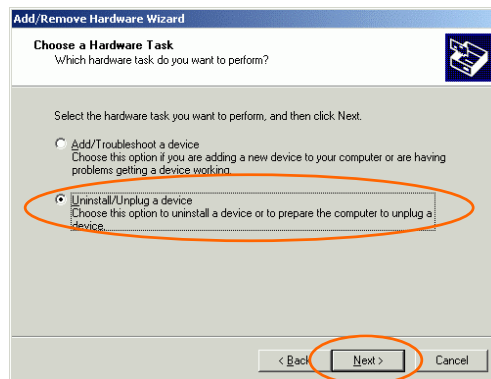 Add/Remove Hardware Wizard
Choose a Hardware Task
Which hardware task do you want to perform?
Select the hardware task you want to perform, and then click Next.
Add/Troubleshoot a device
Choose this option if you are adding a new device to your computer or are having
problems getting a device working.
Uninstall/Unplug a device
Choose this option to uninstall a device or to prepare the computer to unplug a
device.
< Back
Next >
Cancel